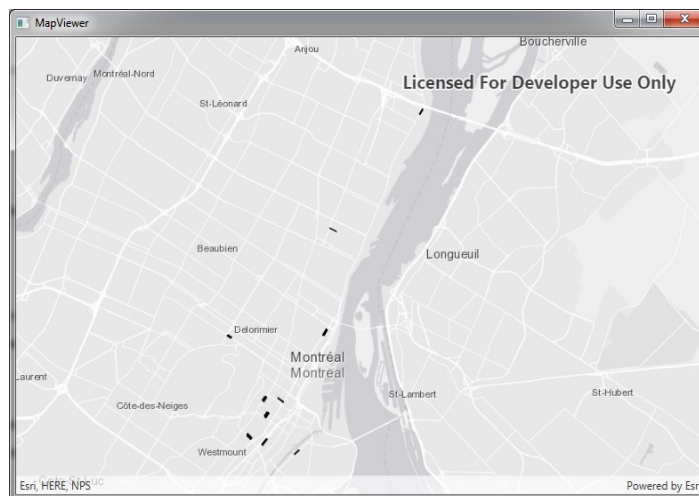 MapViewer
Boucherville
Anjou
Duvernay
Montréal-Nord
Licensed For Developer Use Only
St-Léonard
Beaubien
Longueuil
Delorimier
Montréal
Montreal
Laurent
Côte-des-Neiges
St-Lambert
St-Hubert
Westmount
Esri, HERE, NPS
Powered by Esri